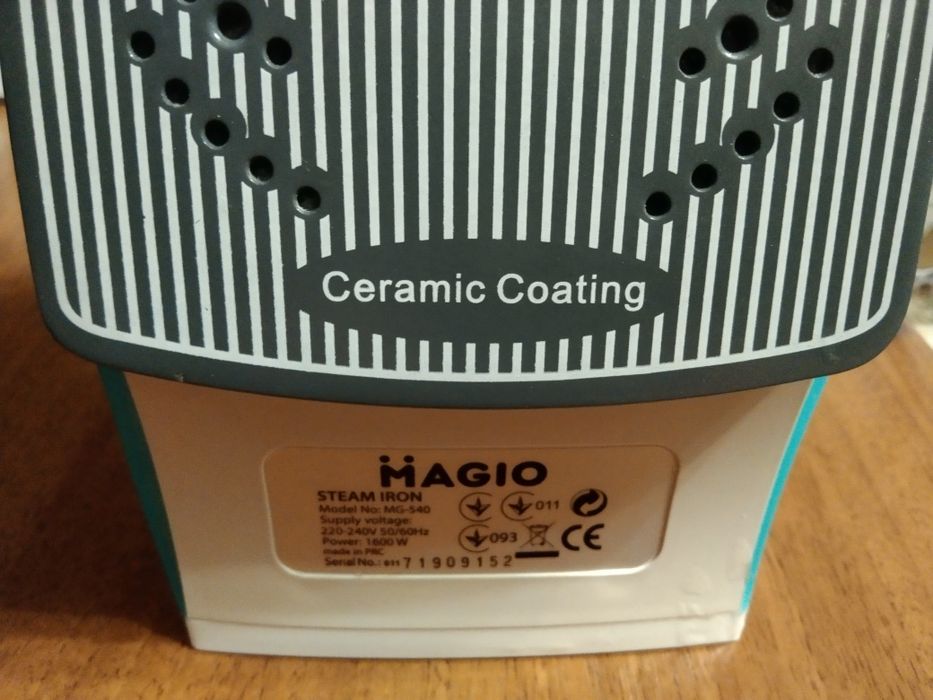 Ceramic Coating
MAGIO
STEAM IRON
Model No: MG-540
Supply voltage:
220-240V 50/60Hz
Power: 1600 W
made in PRC
Serial No.: 011 71909152
011
093
CE